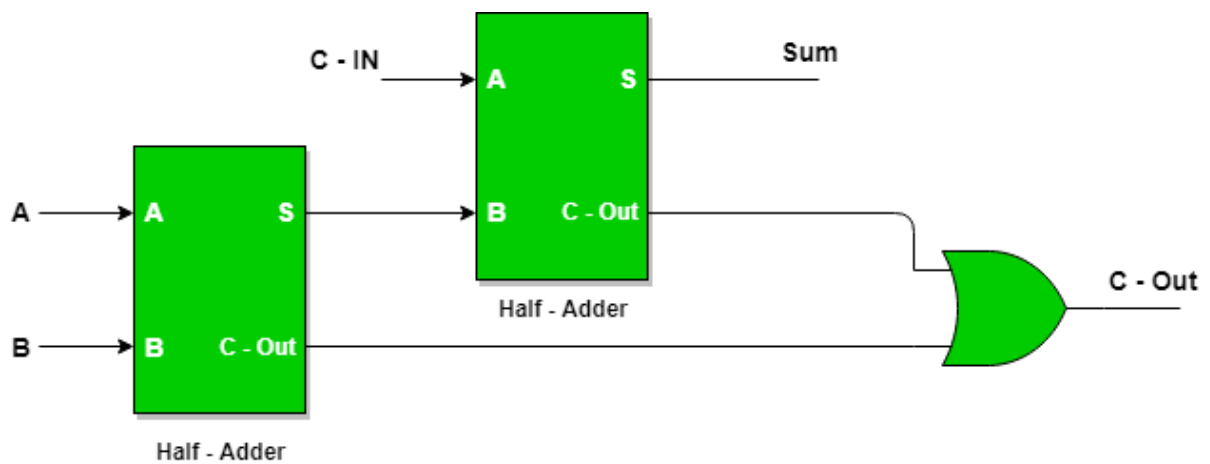 C - IN
Sum
A
S
A
A
S
B
C - Out
C - Out
Half - Adder
B
B
C - Out
Half - Adder